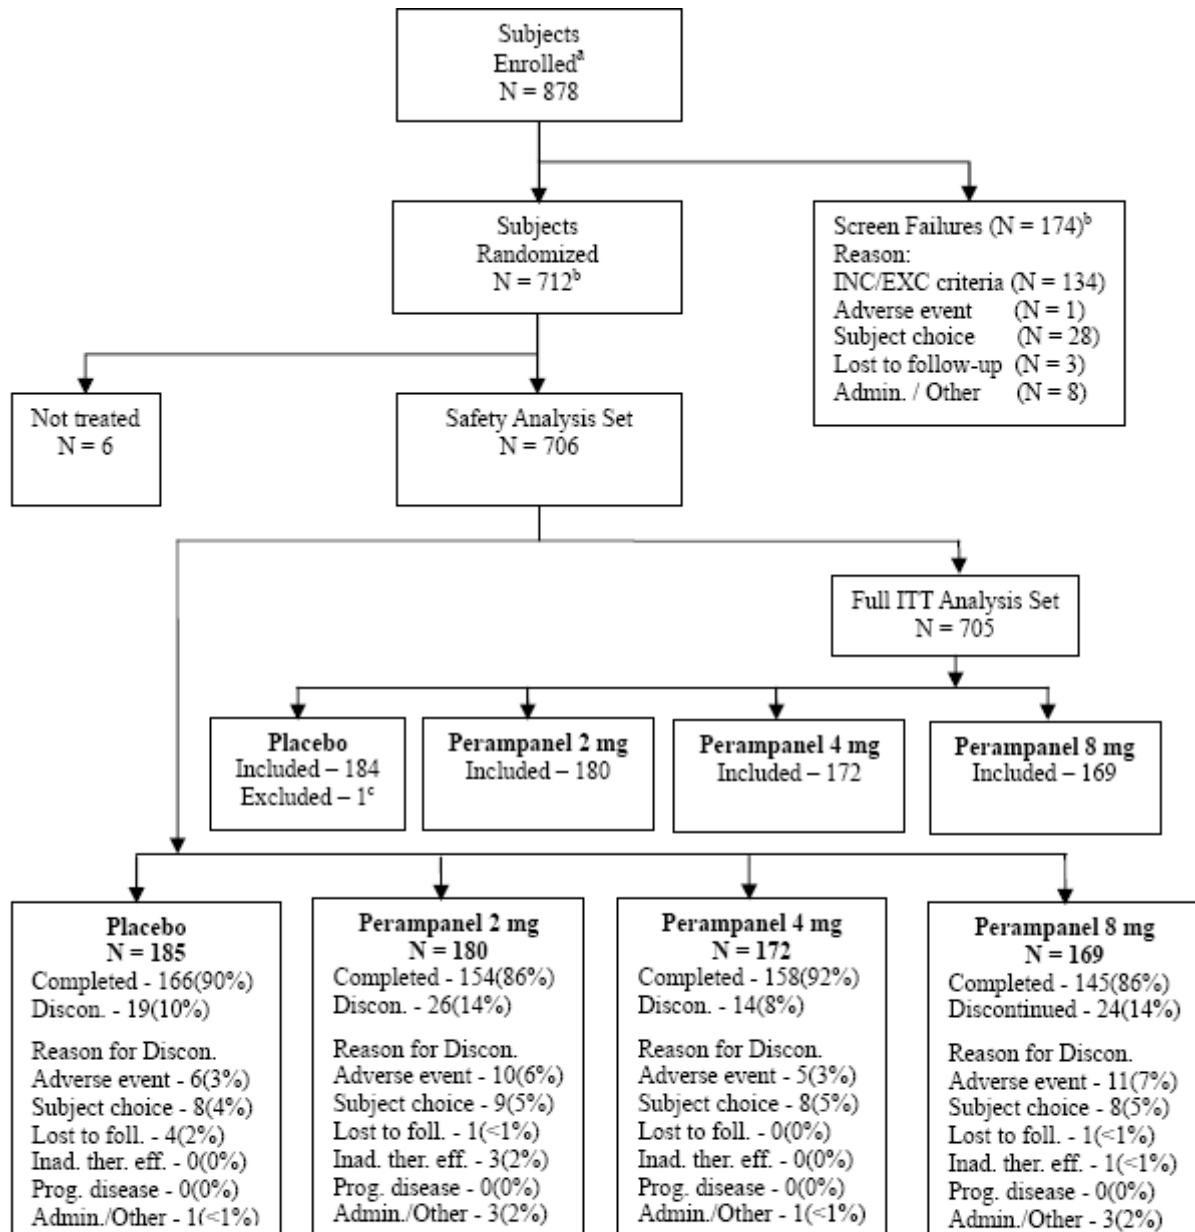 Subjects
Enrolledᵃ
N = 878
Subjects
Randomized
N = 712ᵇ
Screen Failures (N = 174)ᵇ
Reason:
INC/EXC criteria (N = 134)
Adverse event (N = 1)
Subject choice (N = 28)
Lost to follow-up (N = 3)
Admin. / Other (N = 8)
Not treated
N = 6
Safety Analysis Set
N = 706
Full ITT Analysis Set
N = 705
Placebo
Included – 184
Excluded – 1ᶜ
Perampanel 2 mg
Included – 180
Perampanel 4 mg
Included – 172
Perampanel 8 mg
Included – 169
Placebo
N = 185
Completed - 166(90%)
Discon. - 19(10%)
Reason for Discon.
Adverse event - 6(3%)
Subject choice - 8(4%)
Lost to foll. - 4(2%)
Inad. ther. eff. - 0(0%)
Prog. disease - 0(0%)
Admin./Other - 1(<1%)
Perampanel 2 mg
N = 180
Completed - 154(86%)
Discon. - 26(14%)
Reason for Discon.
Adverse event - 10(6%)
Subject choice - 9(5%)
Lost to foll. - 1(<1%)
Inad. ther. eff. - 3(2%)
Prog. disease - 0(0%)
Admin./Other - 3(2%)
Perampanel 4 mg
N = 172
Completed - 158(92%)
Discon. - 14(8%)
Reason for Discon.
Adverse event - 5(3%)
Subject choice - 8(5%)
Lost to foll. - 0(0%)
Inad. ther. eff. - 0(0%)
Prog. disease - 0(0%)
Admin./Other - 1(<1%)
Perampanel 8 mg
N = 169
Completed - 145(86%)
Discontinued - 24(14%)
Reason for Discon.
Adverse event - 11(7%)
Subject choice - 8(5%)
Lost to foll. - 1(<1%)
Inad. ther. eff. - 1(<1%)
Prog. disease - 0(0%)
Admin./Other - 3(2%)